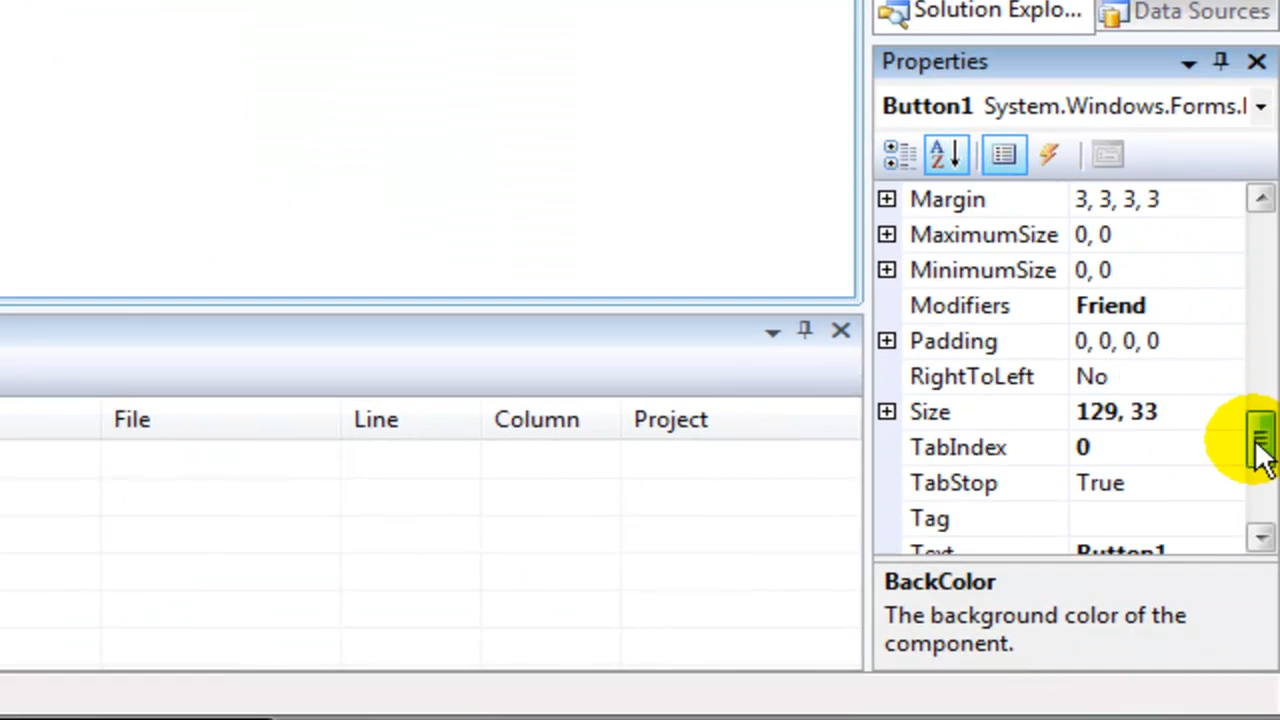 Solution Explo... Data Sources
Properties
Button1 System.Windows.Forms.
Margin 3, 3, 3, 3
MaximumSize 0, 0
MinimumSize 0, 0
Modifiers Friend
Padding 0, 0, 0, 0
RightToLeft No
Size 129, 33
File Line Column Project
TabIndex 0
TabStop True
Tag
Text Button1
BackColor
The background color of the
component.